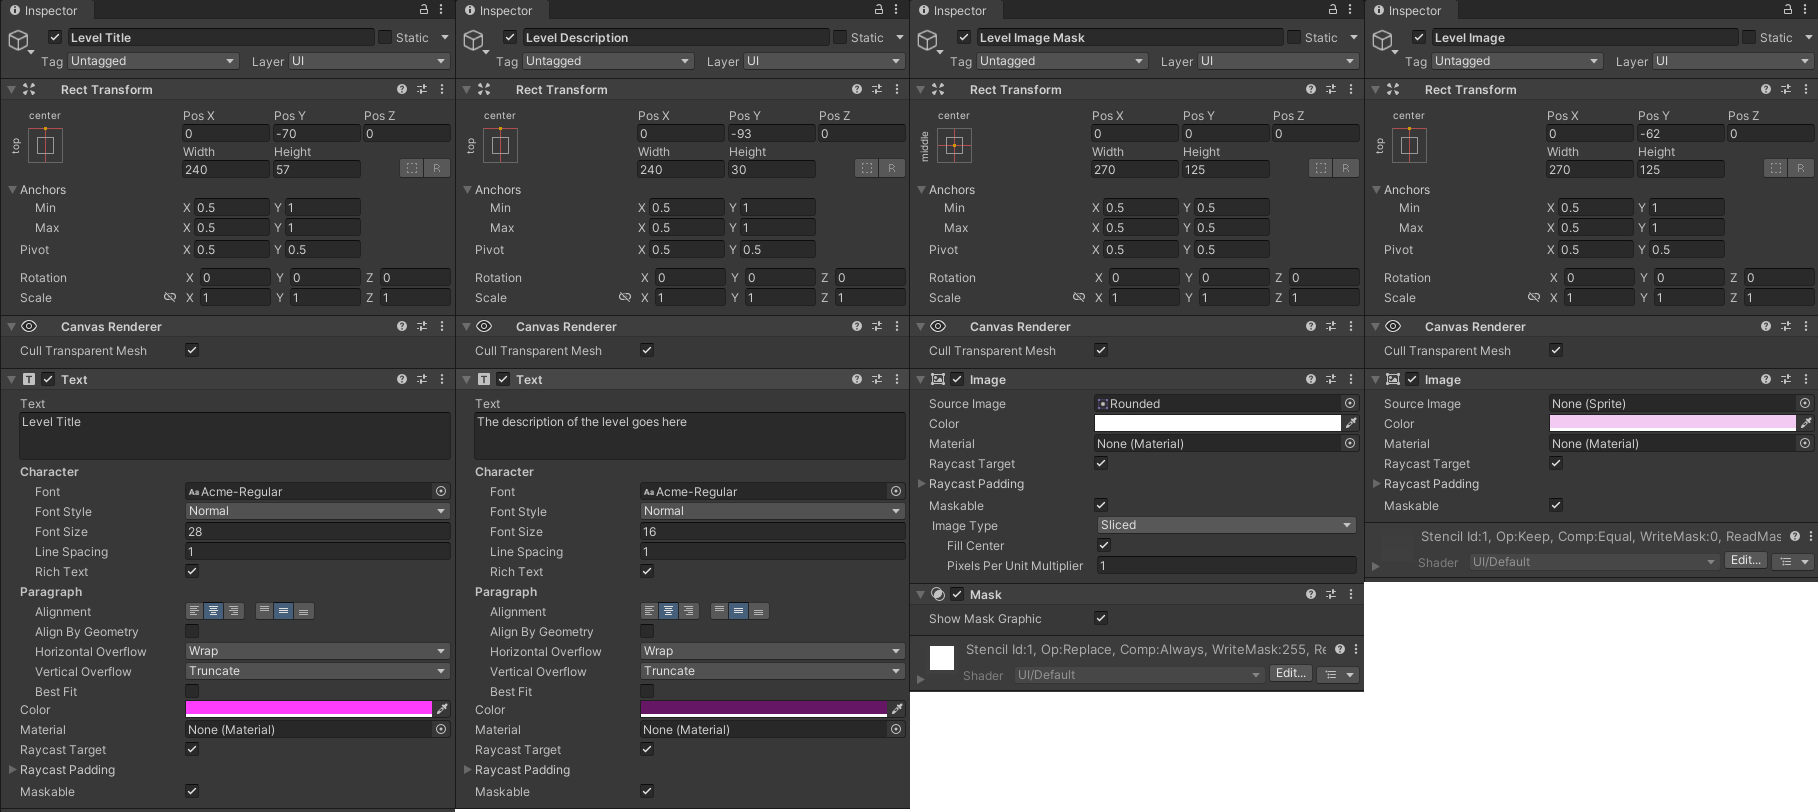 Inspector
Level Title
Static
Tag Untagged Layer UI
Rect Transform
center
top
Pos X Pos Y Pos Z
0 -70 0
Width Height
240 57
R
Anchors
Min X 0.5 Y 1
Max X 0.5 Y 1
Pivot X 0.5 Y 0.5
Rotation X 0 Y 0 Z 0
Scale X 1 Y 1 Z 1
Canvas Renderer
Cull Transparent Mesh
Text
Text
Level Title
Character
Font Aa Acme-Regular
Font Style Normal
Font Size 28
Line Spacing 1
Rich Text
Paragraph
Alignment
Align By Geometry
Horizontal Overflow Wrap
Vertical Overflow Truncate
Best Fit
Color
Material None (Material)
Raycast Target
Raycast Padding
Maskable
Inspector
Level Description
Static
Tag Untagged Layer UI
Rect Transform
center
top
Pos X Pos Y Pos Z
0 -93 0
Width Height
240 30
R
Anchors
Min X 0.5 Y 1
Max X 0.5 Y 1
Pivot X 0.5 Y 0.5
Rotation X 0 Y 0 Z 0
Scale X 1 Y 1 Z 1
Canvas Renderer
Cull Transparent Mesh
Text
Text
The description of the level goes here
Character
Font Aa Acme-Regular
Font Style Normal
Font Size 16
Line Spacing 1
Rich Text
Paragraph
Alignment
Align By Geometry
Horizontal Overflow Wrap
Vertical Overflow Truncate
Best Fit
Color
Material None (Material)
Raycast Target
Raycast Padding
Maskable
Inspector
Level Image Mask
Static
Tag Untagged Layer UI
Rect Transform
center
middle
Pos X Pos Y Pos Z
0 0 0
Width Height
270 125
R
Anchors
Min X 0.5 Y 0.5
Max X 0.5 Y 0.5
Pivot X 0.5 Y 0.5
Rotation X 0 Y 0 Z 0
Scale X 1 Y 1 Z 1
Canvas Renderer
Cull Transparent Mesh
Image
Source Image Rounded
Color
Material None (Material)
Raycast Target
Raycast Padding
Maskable
Image Type Sliced
Fill Center
Pixels Per Unit Multiplier 1
Mask
Show Mask Graphic
Stencil Id:1, Op:Replace, Comp:Always, WriteMask:255, Re
Shader UI/Default Edit...
Inspector
Level Image
Static
Tag Untagged Layer UI
Rect Transform
center
top
Pos X Pos Y Pos Z
0 -62 0
Width Height
270 125
R
Anchors
Min X 0.5 Y 1
Max X 0.5 Y 1
Pivot X 0.5 Y 0.5
Rotation X 0 Y 0 Z 0
Scale X 1 Y 1 Z 1
Canvas Renderer
Cull Transparent Mesh
Image
Source Image None (Sprite)
Color
Material None (Material)
Raycast Target
Raycast Padding
Maskable
Stencil Id:1, Op:Keep, Comp:Equal, WriteMask:0, ReadMas
Shader UI/Default Edit...